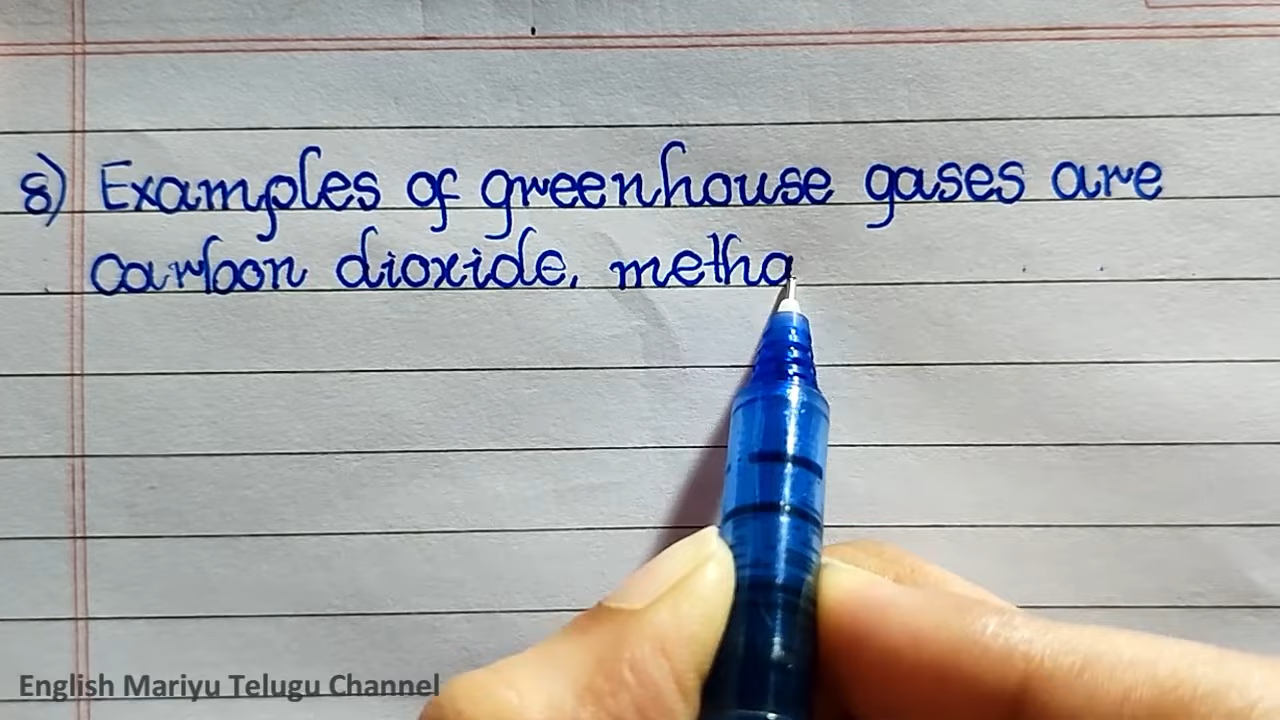 8) Examples of greenhouse gases are
carbon dioxide, metha
English Mariyu Telugu Channel